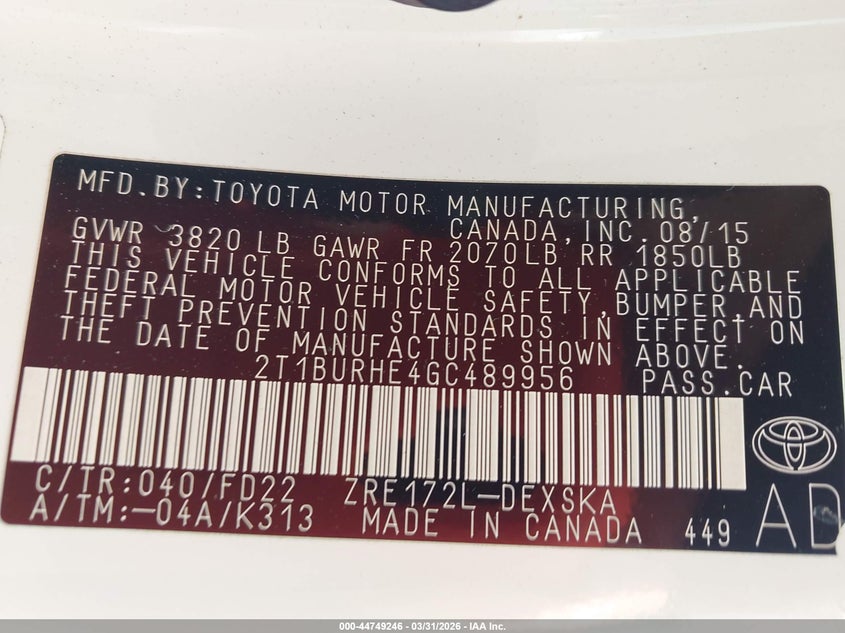 MFD.BY:TOYOTA MOTOR MANUFACTURING,
CANADA,INC.08/15
GVWR 3820LB GAWR FR 2070LB RR 1850LB
THIS VEHICLE CONFORMS TO ALL APPLICABLE
FEDERAL MOTOR VEHICLE SAFETY,BUMPER,AND
THEFT PREVENTION STANDARDS IN EFFECT ON
THE DATE OF MANUFACTURE SHOWN ABOVE.
2T1BURHE4GC489956 PASS.CAR
C/TR:040/FD22 ZRE172L-DEXSKA
A/TM:-04A/K313 MADE IN CANADA 449 AD
000-44749246 - 03/31/2026 - IAA Inc.